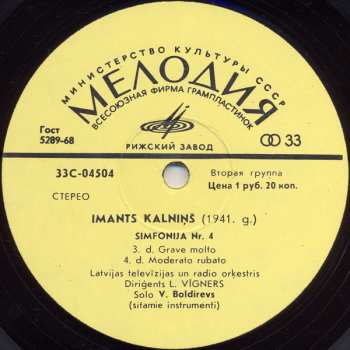 МИНИСТЕРСТВО КУЛЬТУРЫ СССР
МЕЛОДИЯ
ВСЕСОЮЗНАЯ ФИРМА ГРАМПЛАСТИНОК
Гост
5289-68
РИЖСКИЙ ЗАВОД
33
33С-04504
СТЕРЕО
Вторая группа
Цена 1 руб. 20 коп.
IMANTS KALNIŅŠ (1941. g.)
SIMFONIJA Nr. 4
3. d. Grave molto
4. d. Moderato rubato
Latvijas televīzijas un radio orķestris
Diriģents L. VĪGNERS
Solo V. Boldirevs
(sitamie instrumenti)